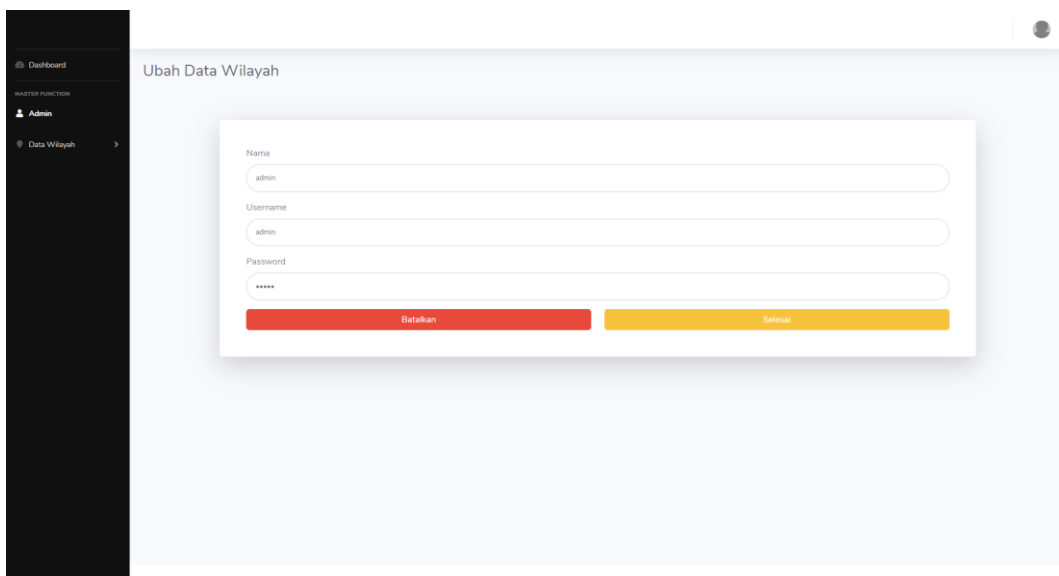 Dashboard
MASTER FUNCTION
Admin
Data Wilayah
Ubah Data Wilayah
Nama
admin
Username
admin
Password
•••••
Batalkan
Selesai